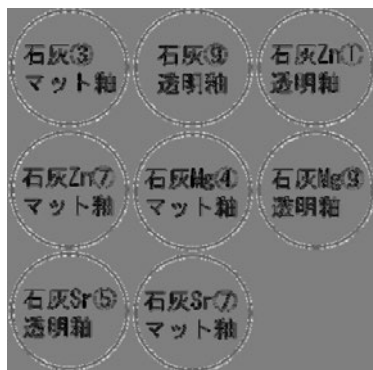 石灰③
マット釉
石灰⑨
透明釉
石灰Zn①
透明釉
石灰Zn⑦
マット釉
石灰Mg④
マット釉
石灰Mg⑨
透明釉
石灰Sr⑤
透明釉
石灰Sr⑦
マット釉